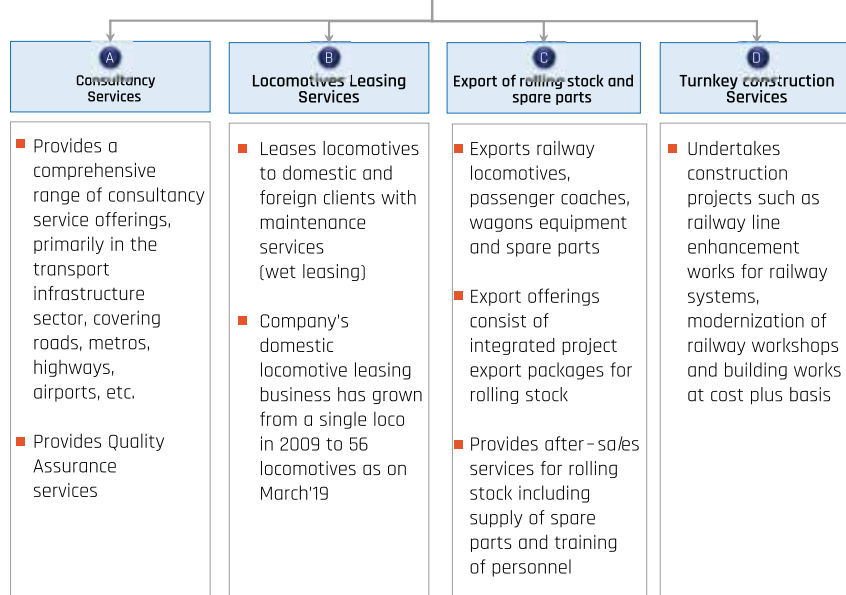 A
Consultancy
Services
Provides a
comprehensive
range of consultancy
service offerings,
primarily in the
transport
infrastructure
sector, covering
roads, metros,
highways,
airports, etc.
Provides Quality
Assurance
services
B
Locomotives Leasing
Services
Leases locomotives
to domestic and
foreign clients with
maintenance
services
(wet leasing)
Company's
domestic
locomotive leasing
business has grown
from a single loco
in 2009 to 56
locomotives as on
March'19
C
Export of rolling stock and
spare parts
Exports railway
locomotives,
passenger coaches,
wagons equipment
and spare parts
Export offerings
consist of
integrated project
export packages for
rolling stock
Provides after-sales
services for rolling
stock including
supply of spare
parts and training
of personnel
D
Turnkey construction
Services
Undertakes
construction
projects such as
railway line
enhancement
works for railway
systems,
modernization of
railway workshops
and building works
at cost plus basis